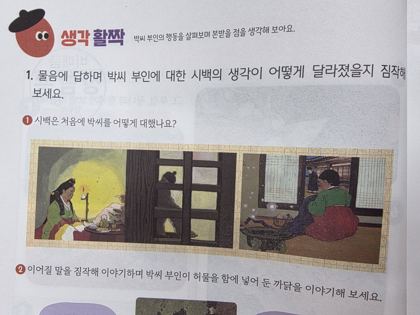 생각 활짝
박씨 부인의 행동을 살펴보며 본받을 점을 생각해 보아요.
1. 물음에 답하며 박씨 부인에 대한 시백의 생각이 어떻게 달라졌을지 짐작해
보세요.
1 시백은 처음에 박씨를 어떻게 대했나요?
2 이어질 말을 짐작해 이야기하며 박씨 부인이 허물을 함에 넣어 둔 까닭을 이야기해 보세요.